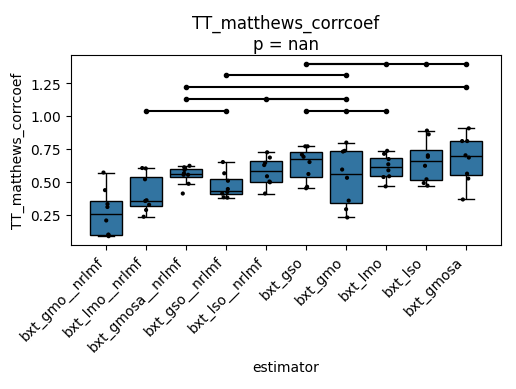 TT_matthews_corrcoef
p = nan
TT_matthews_corrcoef
1.25
1.00
0.75
0.50
0.25
bxt_gmo__nrlmf
bxt_lmo__nrlmf
bxt_gmosa__nrlmf
bxt_gso__nrlmf
bxt_lso__nrlmf
bxt_gso
bxt_gmo
bxt_lmo
bxt_lso
bxt_gmosa
estimator